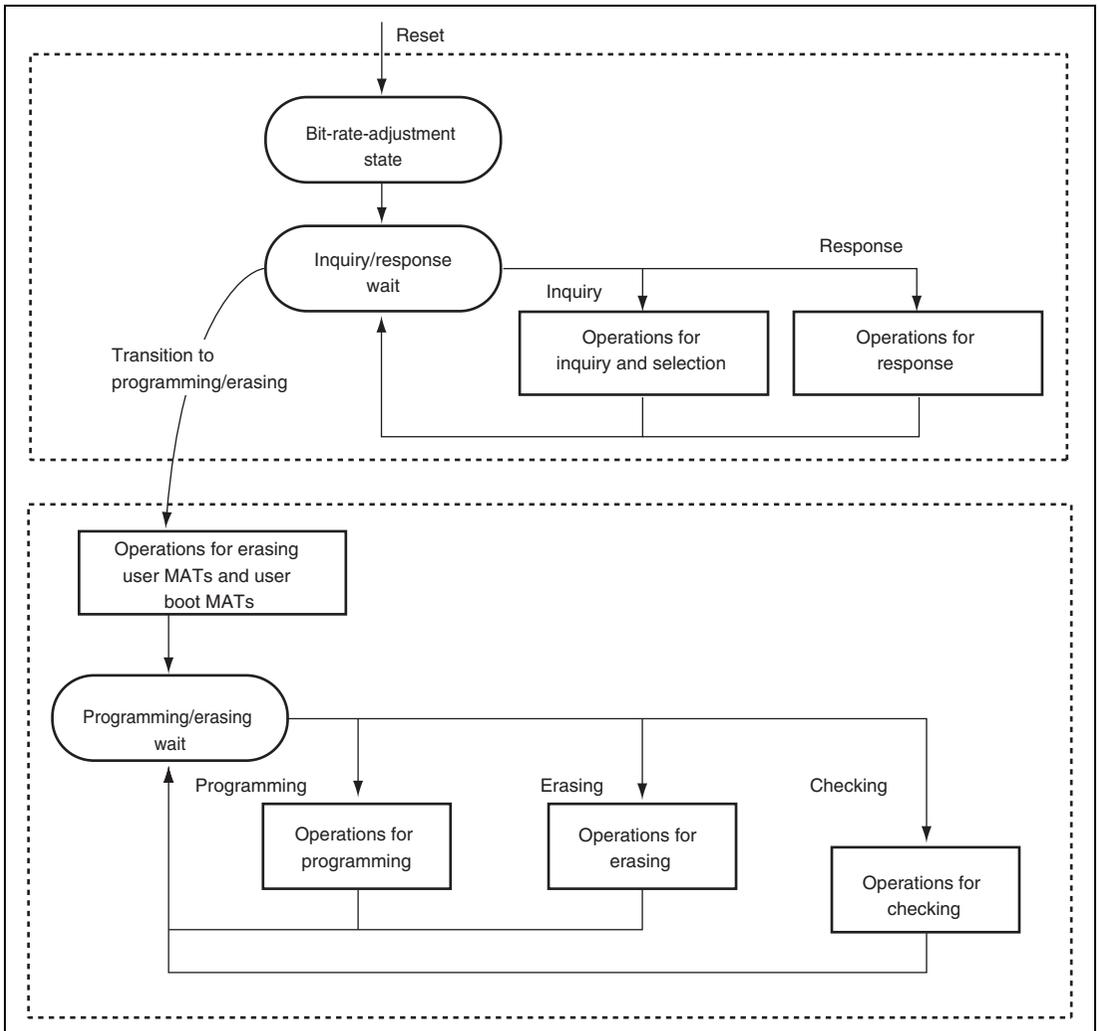 Reset
Bit-rate-adjustment
state
Inquiry/response
wait
Response
Inquiry
Operations for
inquiry and selection
Operations for
response
Transition to
programming/erasing
Operations for erasing
user MATs and user
boot MATs
Programming/erasing
wait
Programming
Erasing
Checking
Operations for
programming
Operations for
erasing
Operations for
checking